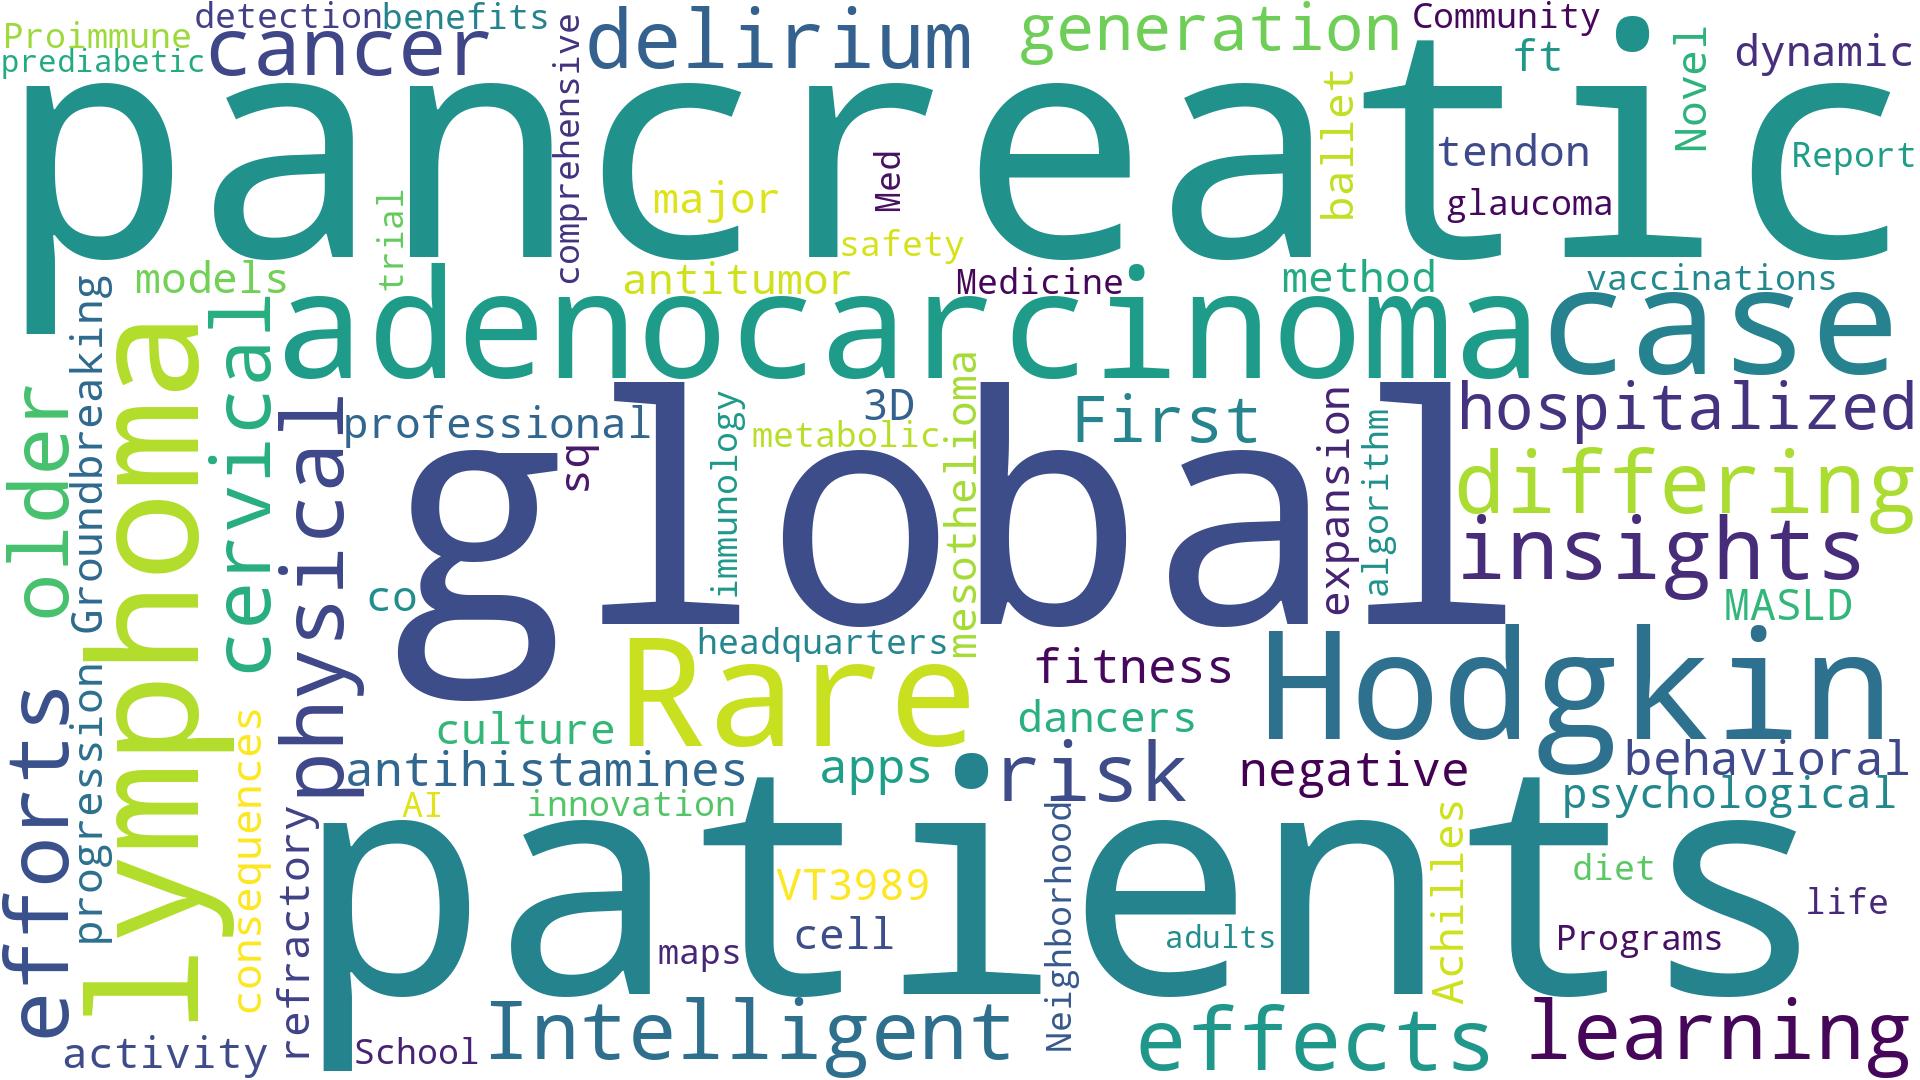 Proimmune
detection
benefits
prediabetic
cancer
comprehensive
delirium
generation
Community
ft
Novel
dynamic
pancreatic
ballet
tendon
Report
trial
major
Med
glaucoma
safety
models
antitumor
Medicine
method
vaccinations
Groundbreaking
lymphoma
cervical
adenocarcinoma
case
older
physical
professional
sq
immunology
3D
metabolic
mesothelioma
First
expansion
algorithm
hospitalized
global
differing
insights
co
MASLD
headquarters
Rare
fitness
Hodgkin
efforts
progression
consequences
culture
dancers
antihistamines
apps
risk
negative
behavioral
refractory
AI
innovation
psychological
patients
VT3989
Neighborhood
Achilles
diet
life
cell
maps
adults
Programs
activity
School
Intelligent
effects
learning